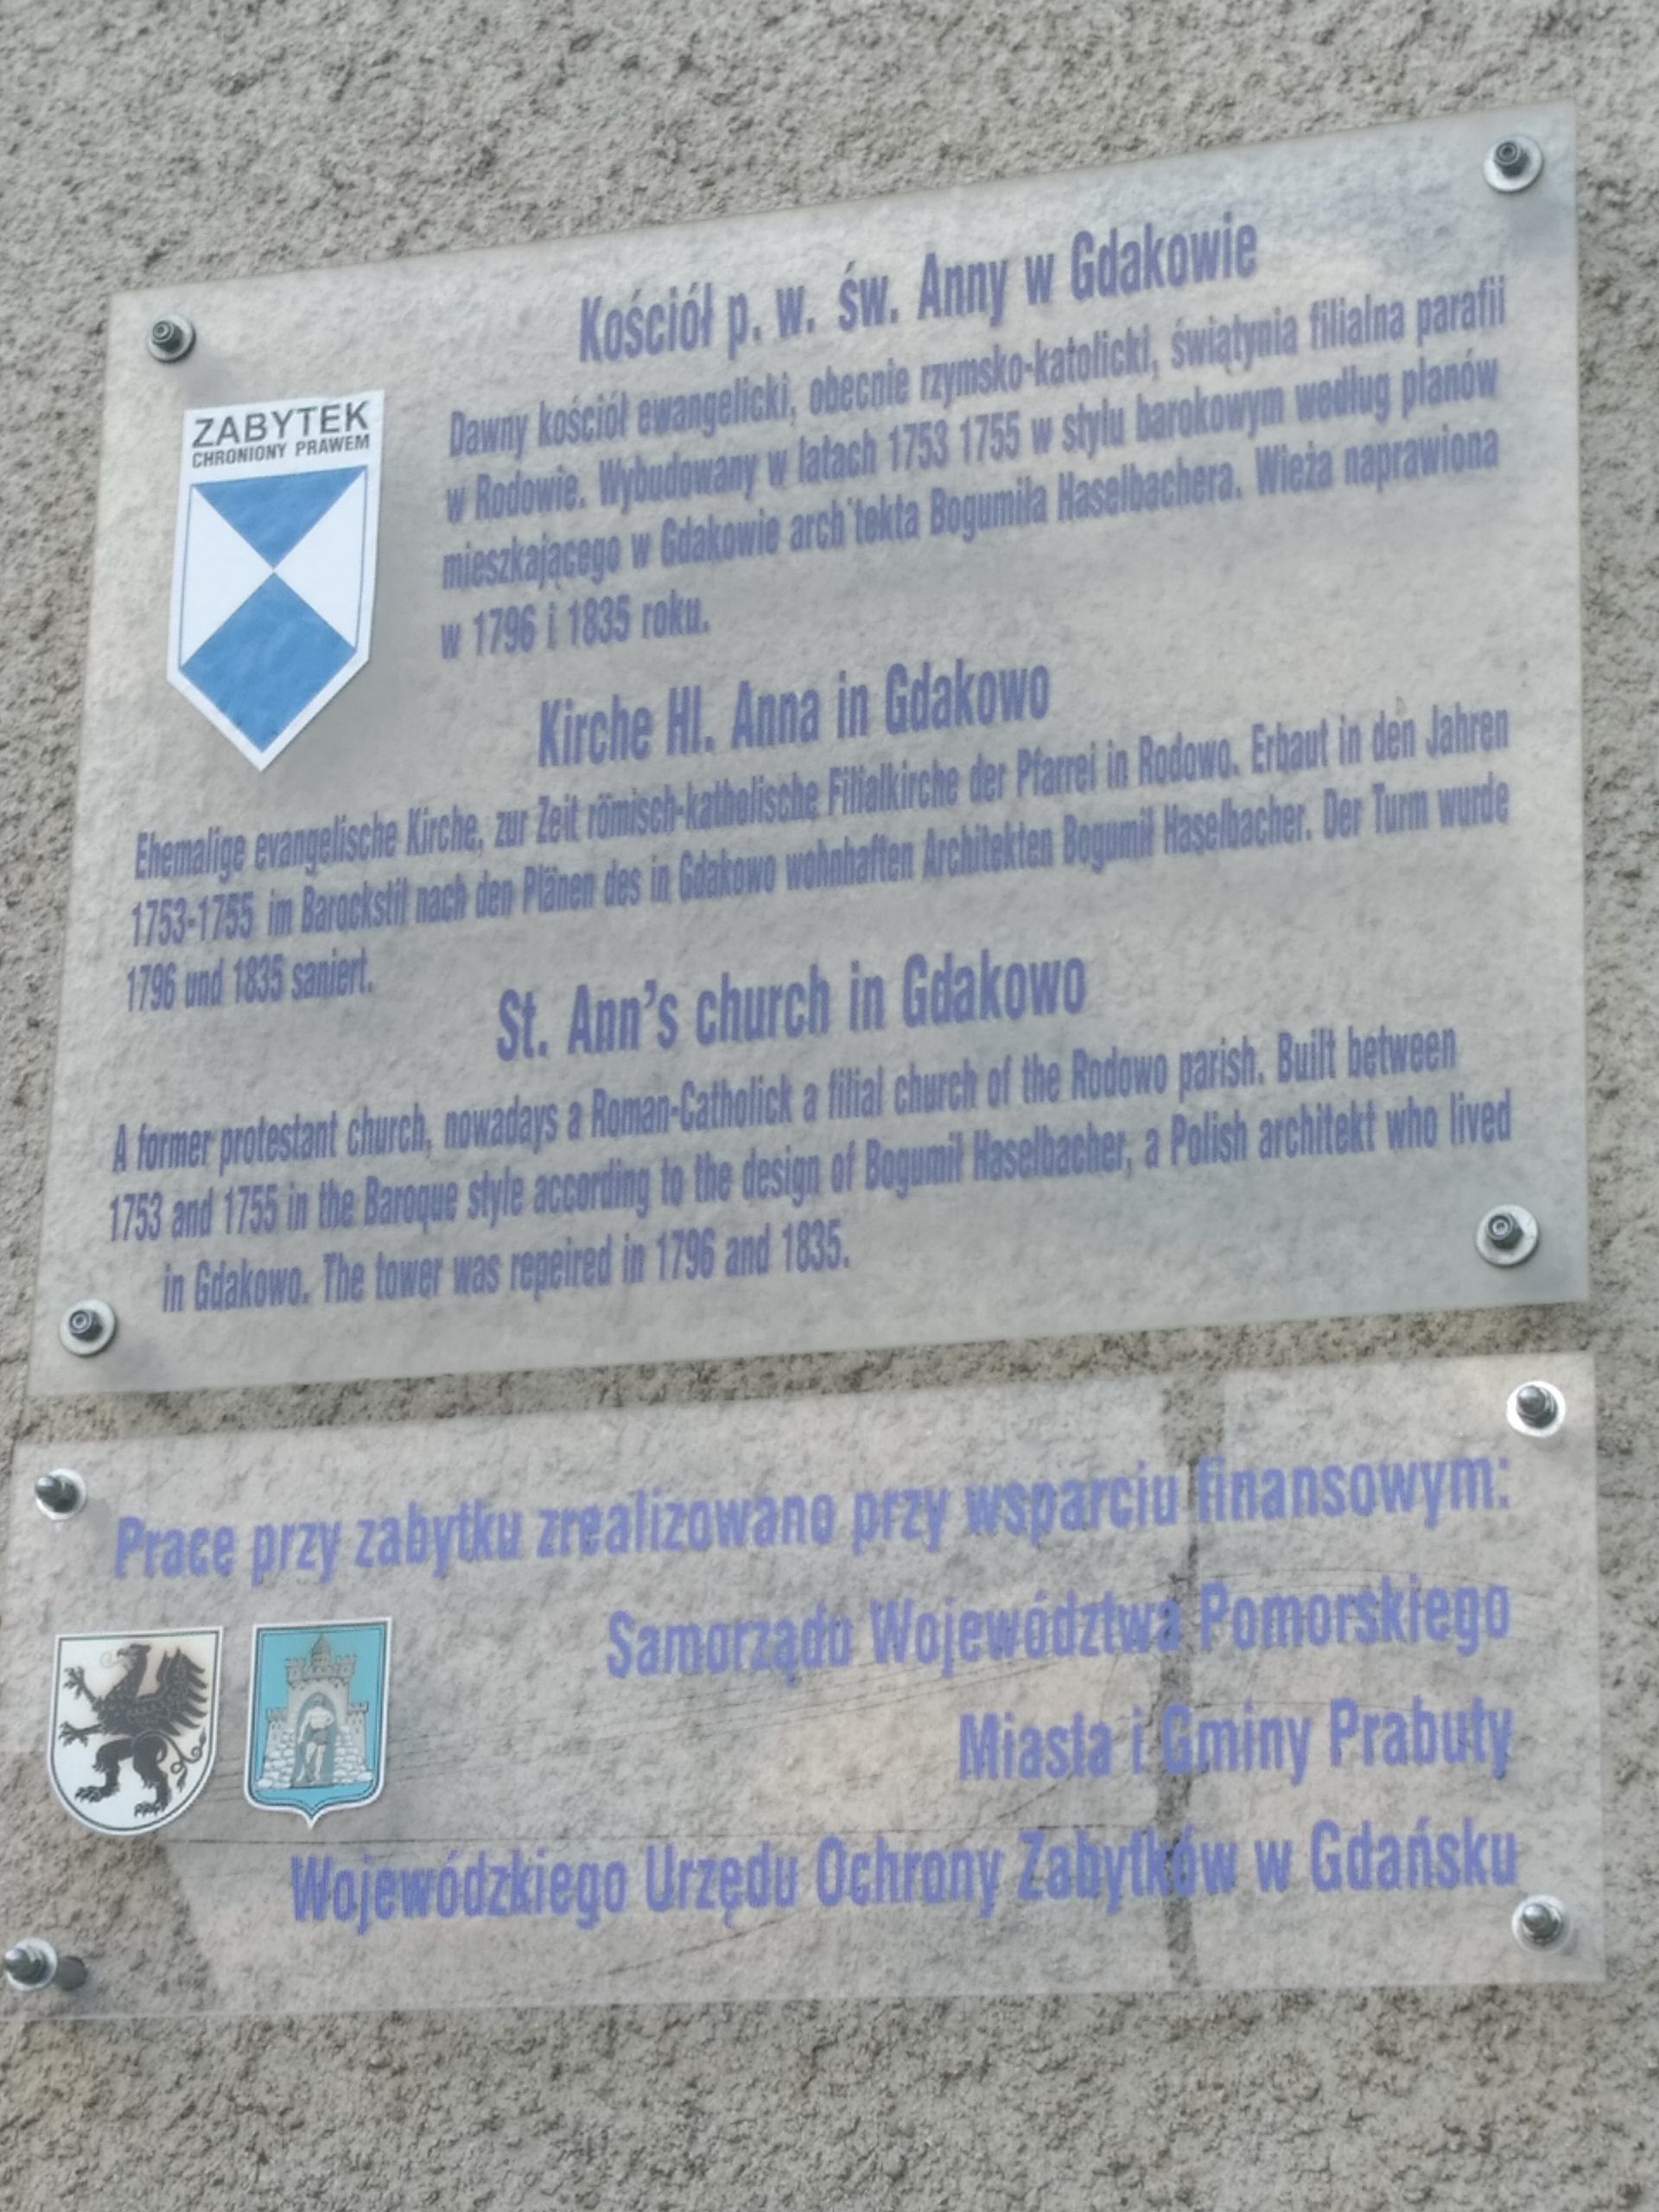 Kościół p. w. św. Anny w Gdakowie
ZABYTEK
CHRONIONY PRAWEM
Dawny kościół ewangelicki, obecnie rzymsko-katolicki, świątynia filialna parafii
w Rodowie. Wybudowany w latach 1753 1755 w stylu barokowym według planów
mieszkającego w Gdakowie arch'tekta Bogumiła Haselbachera. Wieża naprawiona
w 1796 i 1835 roku.
Kirche Hl. Anna in Gdakowo
Ehemalige evangelische Kirche, zur Zeit römisch-katholische Filialkirche der Pfarrei in Rodowo. Erbaut in den Jahren
1753-1755 im Barockstil nach den Plänen des in Gdakowo wohnhaften Architekten Bogumił Haselbacher. Der Turm wurde
1796 und 1835 saniert.
St. Ann's church in Gdakowo
A former protestant church, nowadays a Roman-Catholick a filial church of the Rodowo parish. Built between
1753 and 1755 in the Baroque style according to the design of Bogumił Haselbacher, a Polish architekt who lived
in Gdakowo. The tower was repeired in 1796 and 1835.
Prace przy zabytku zrealizowano przy wsparciu finansowym:
Samorządu Województwa Pomorskiego
Miasta i Gminy Prabuty
Wojewódzkiego Urzędu Ochrony Zabytków w Gdańsku